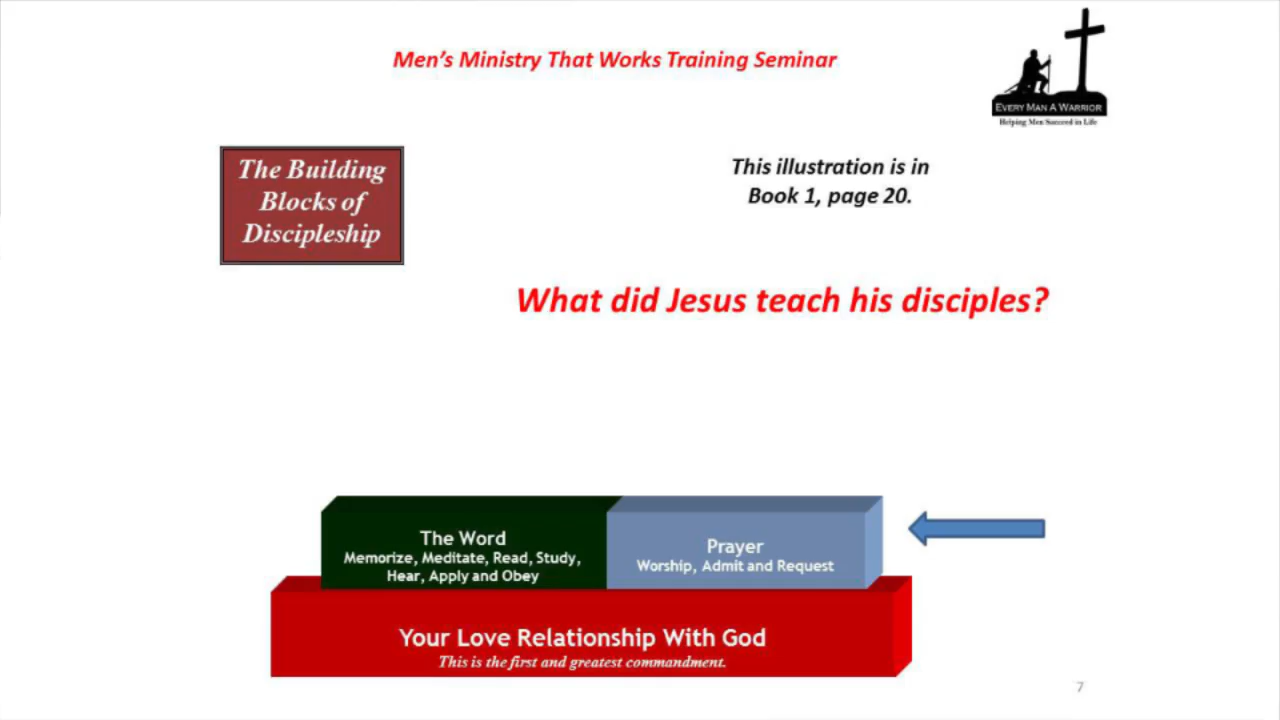 Men's Ministry That Works Training Seminar
EVERY MAN A WARRIOR
Helping Men Succeed in Life
The Building
Blocks of
Discipleship
This illustration is in
Book 1, page 20.
What did Jesus teach his disciples?
The Word
Memorize, Meditate, Read, Study,
Hear, Apply and Obey
Prayer
Worship, Admit and Request
Your Love Relationship With God
This is the first and greatest commandment.
7